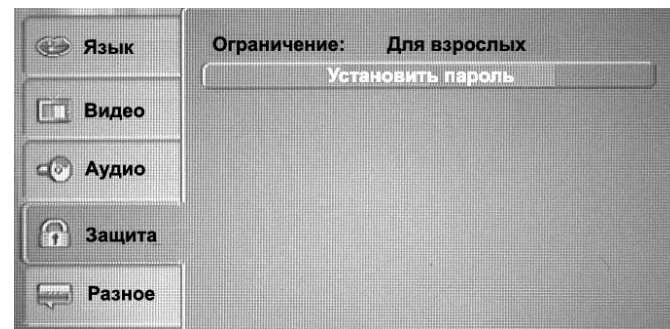 Язык
Видео
Аудио
Защита
Разное
Ограничение: Для взрослых
Установить пароль